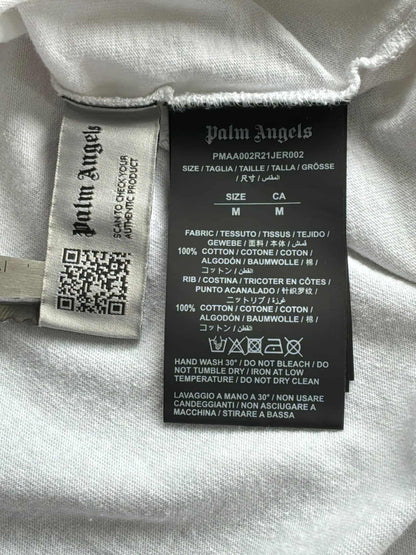 Palm Angels
SCAN TO CHECK YOUR
AUTHENTIC PRODUCT
Palm Angels
PMAA002R21JER002
SIZE / TAGLIA / TAILLE / TALLA / GRÖSSE
/ 尺寸 / المقاس
SIZE CA
M M
FABRIC / TESSUTO / TISSUS / TEJIDO /
GEWEBE / 面料 / 本体 / قماش
100% COTTON / COTONE / COTON /
ALGODÓN / BAUMWOLLE / 棉 /
コットン / القطن
RIB / COSTINA / TRICOTER EN CÔTES /
PUNTO ACANALADO / 针织罗纹 /
ニットリブ / غرزة
100% COTTON / COTONE / COTON /
ALGODÓN / BAUMWOLLE / 棉 /
コットン / القطن
HAND WASH 30° / DO NOT BLEACH / DO
NOT TUMBLE DRY / IRON AT LOW
TEMPERATURE / DO NOT DRY CLEAN
LAVAGGIO A MANO A 30° / NON USARE
CANDEGGIANTI / NON ASCIUGARE A
MACCHINA / STIRARE A BASSA